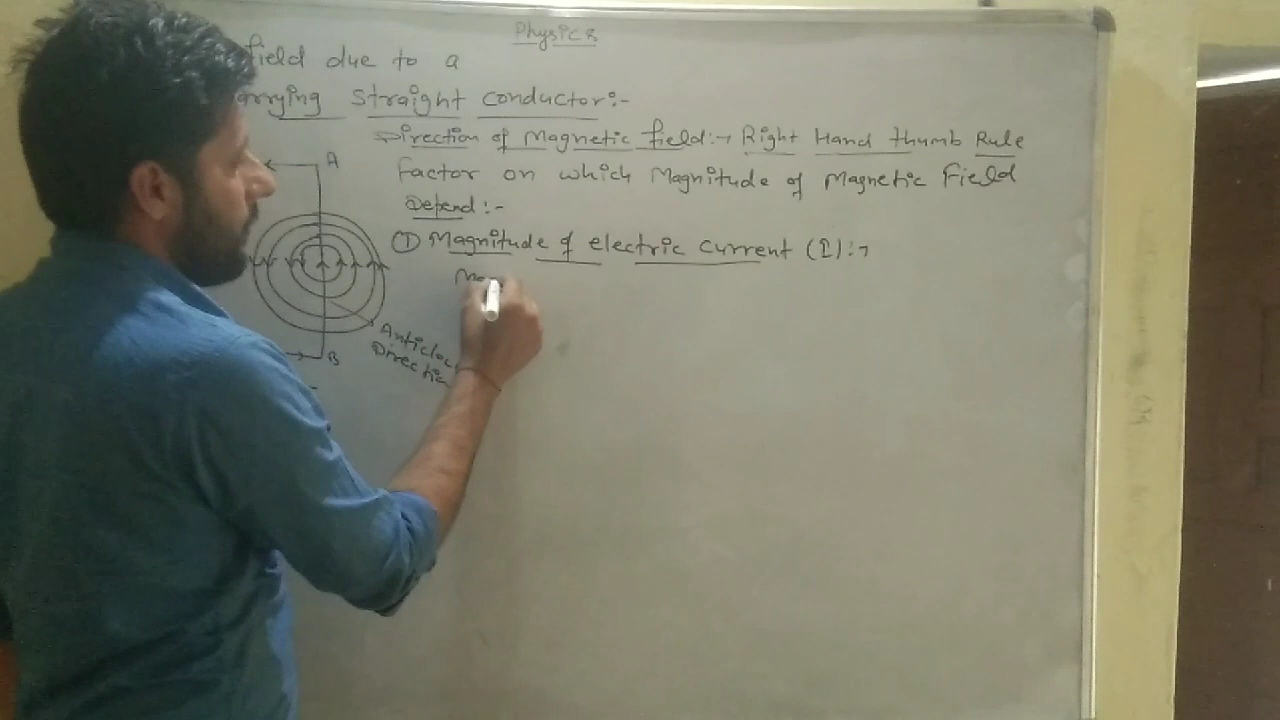 Physics
field due to a
rrying straight conductor:-
Direction of Magnetic field:- Right Hand thumb Rule
Factor on which Magnitude of Magnetic Field
Depend:-
① Magnitude of electric current (I):-
A
B
Anticloc
Directio